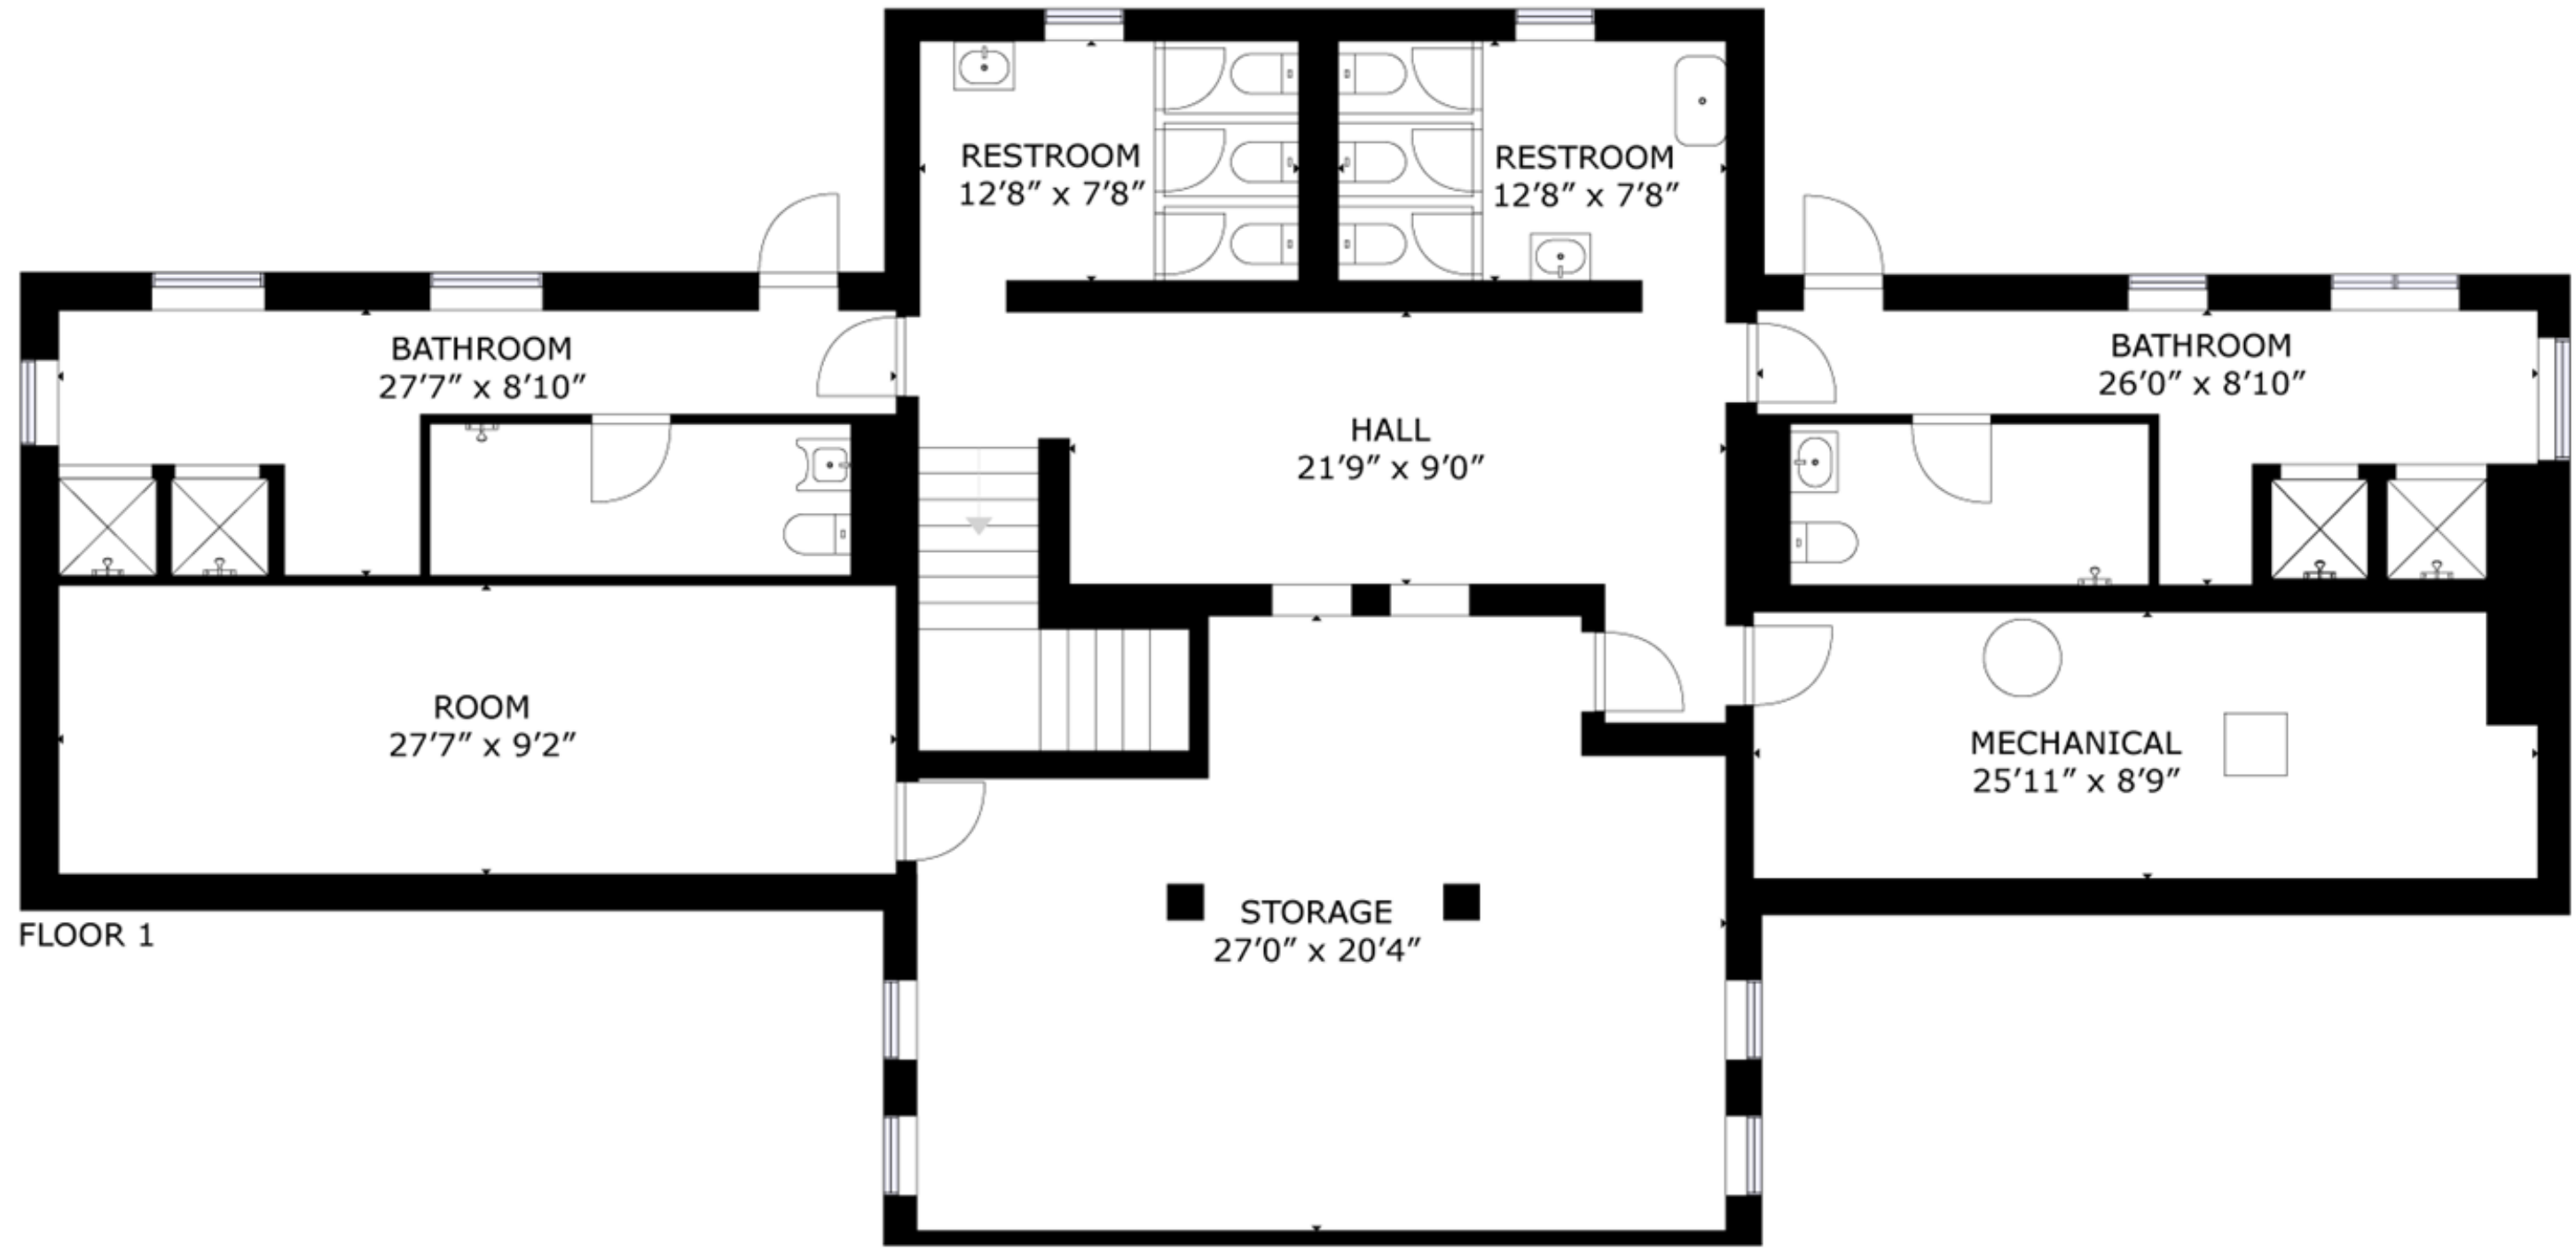 RESTROOM
12'8" x 7'8"
RESTROOM
12'8" x 7'8"
BATHROOM
27'7" x 8'10"
BATHROOM
26'0" x 8'10"
HALL
21'9" x 9'0"
ROOM
27'7" x 9'2"
MECHANICAL
25'11" x 8'9"
STORAGE
27'0" x 20'4"
FLOOR 1